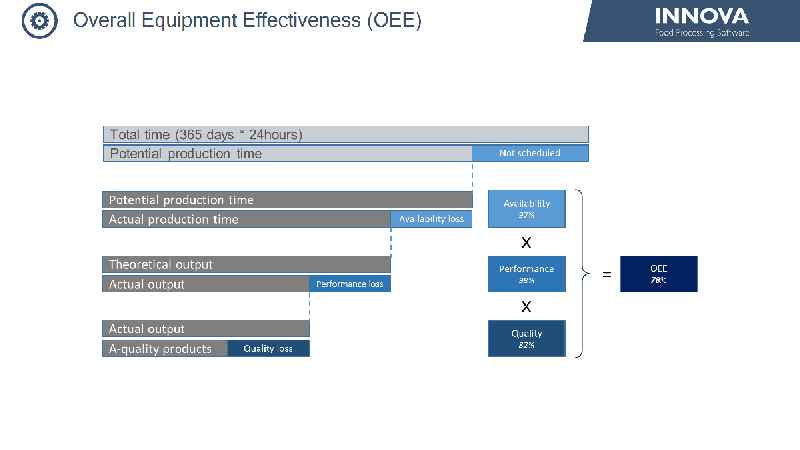 Overall Equipment Effectiveness (OEE)
INNOVA
Food Processing Software
Total time (365 days * 24hours)
Potential production time
Not scheduled
Potential production time
Actual production time
Availability loss
Availability
97%
X
Theoretical output
Actual output
Performance loss
Performance
98%
X
Actual output
A-quality products
Quality loss
Quality
82%
=
OEE
78%